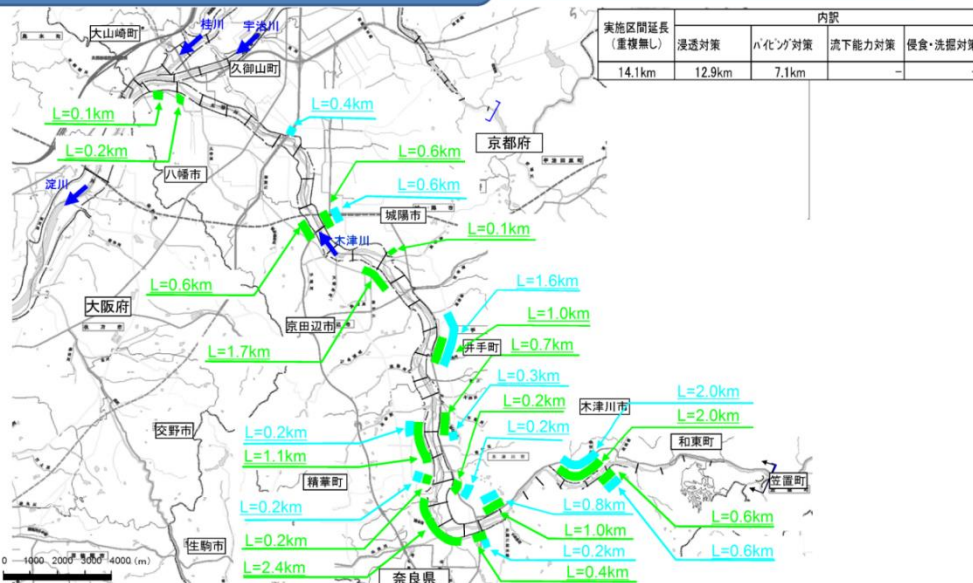 実施区間延長
(重複無し)
内訳
浸透対策
パイピング対策
流下能力対策
侵食・洗掘対策
14.1km
12.9km
7.1km
－
大山崎町
桂川
宇治川
久御山町
L=0.1km
L=0.4km
京都府
L=0.2km
八幡市
L=0.6km
淀川
L=0.6km
城陽市
木津川
L=0.1km
L=0.6km
大阪府
L=1.6km
京田辺市
L=1.0km
井手町
L=1.7km
L=0.7km
L=0.3km
L=0.2km
木津川市
L=2.0km
L=2.0km
交野市
L=0.2km
L=0.2km
和束町
L=1.1km
笠置町
精華町
L=0.2km
L=0.8km
L=0.6km
L=0.2km
L=1.0km
生駒市
L=0.2km
L=0.6km
L=2.4km
L=0.4km
奈良県
0 1000 2000 3000 4000 (m)